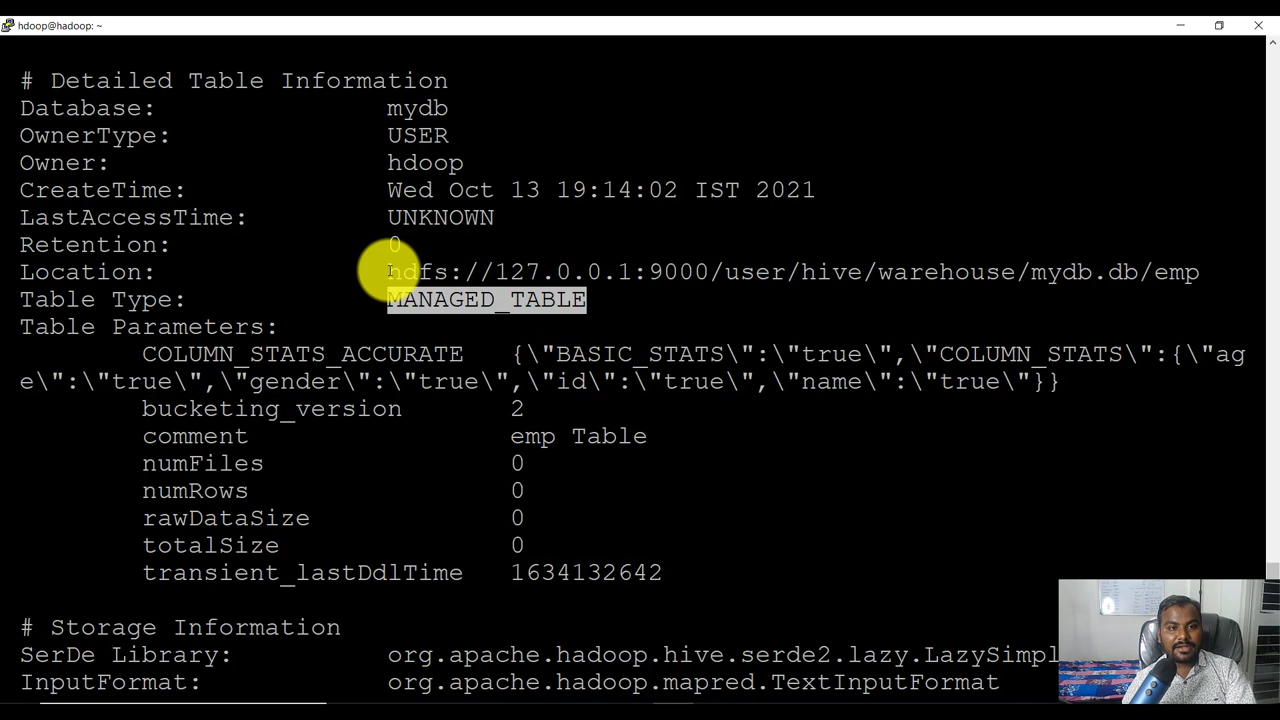 hdoop@hadoop: ~
# Detailed Table Information
Database: mydb
OwnerType: USER
Owner: hdoop
CreateTime: Wed Oct 13 19:14:02 IST 2021
LastAccessTime: UNKNOWN
Retention: 0
Location: hdfs://127.0.0.1:9000/user/hive/warehouse/mydb.db/emp
Table Type: MANAGED_TABLE
Table Parameters:
COLUMN_STATS_ACCURATE {\"BASIC_STATS\":\"true\",\"COLUMN_STATS\":{\"ag
e\":\"true\",\"gender\":\"true\",\"id\":\"true\",\"name\":\"true\"}}
bucketing_version 2
comment emp Table
numFiles 0
numRows 0
rawDataSize 0
totalSize 0
transient_lastDdlTime 1634132642
# Storage Information
SerDe Library: org.apache.hadoop.hive.serde2.lazy.LazySimpl
InputFormat: org.apache.hadoop.mapred.TextInputFormat